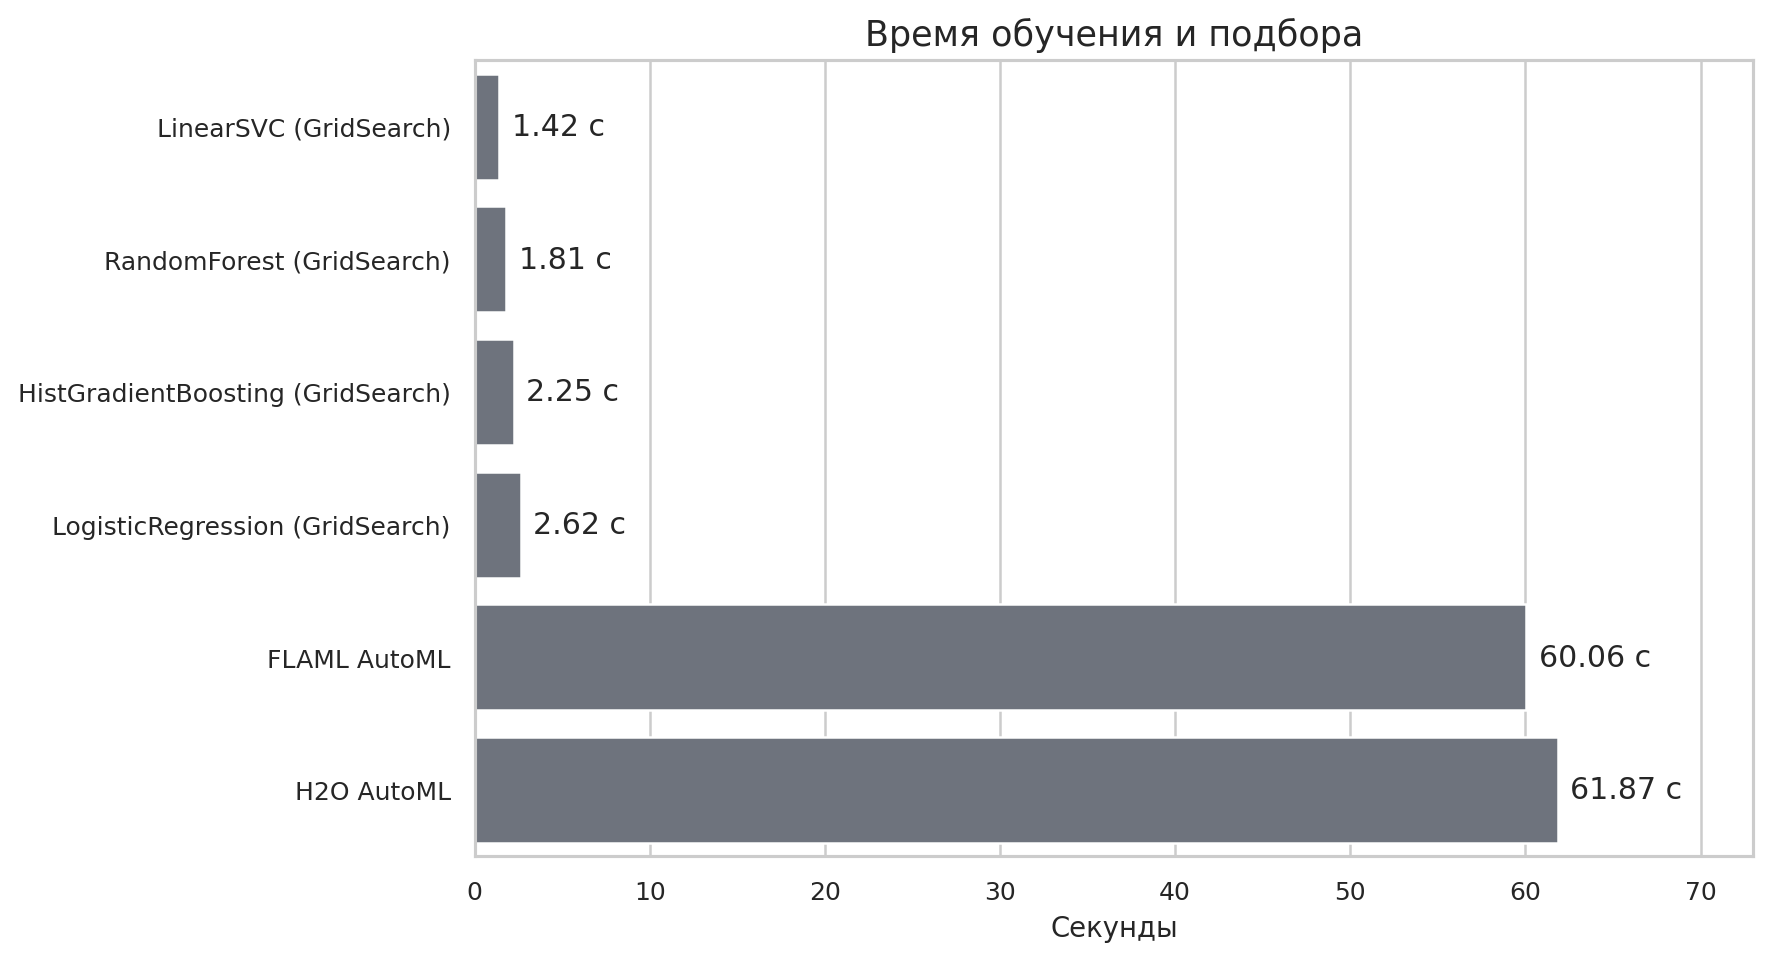 Время обучения и подбора
LinearSVC (GridSearch)
1.42 с
RandomForest (GridSearch)
1.81 с
HistGradientBoosting (GridSearch)
2.25 с
LogisticRegression (GridSearch)
2.62 с
FLAML AutoML
60.06 с
H2O AutoML
61.87 с
0 10 20 30 40 50 60 70
Секунды